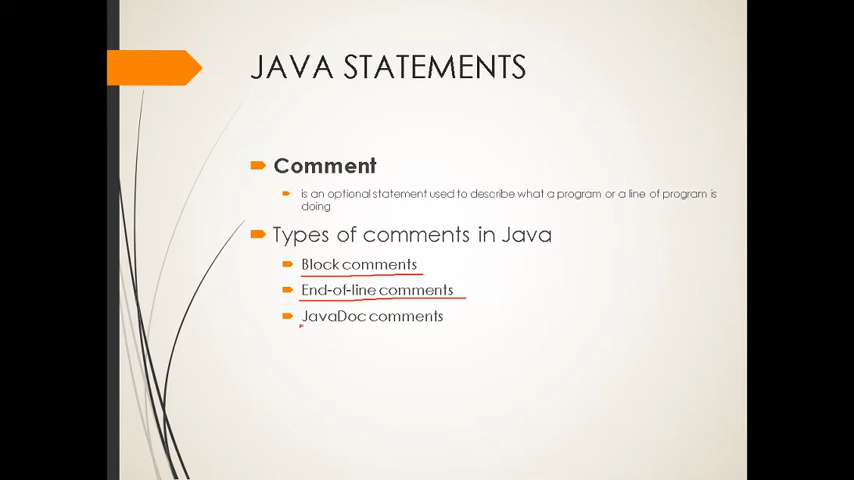 JAVA STATEMENTS
Comment
is an optional statement used to describe what a program or a line of program is
doing
Types of comments in Java
Block comments
End-of-line comments
JavaDoc comments